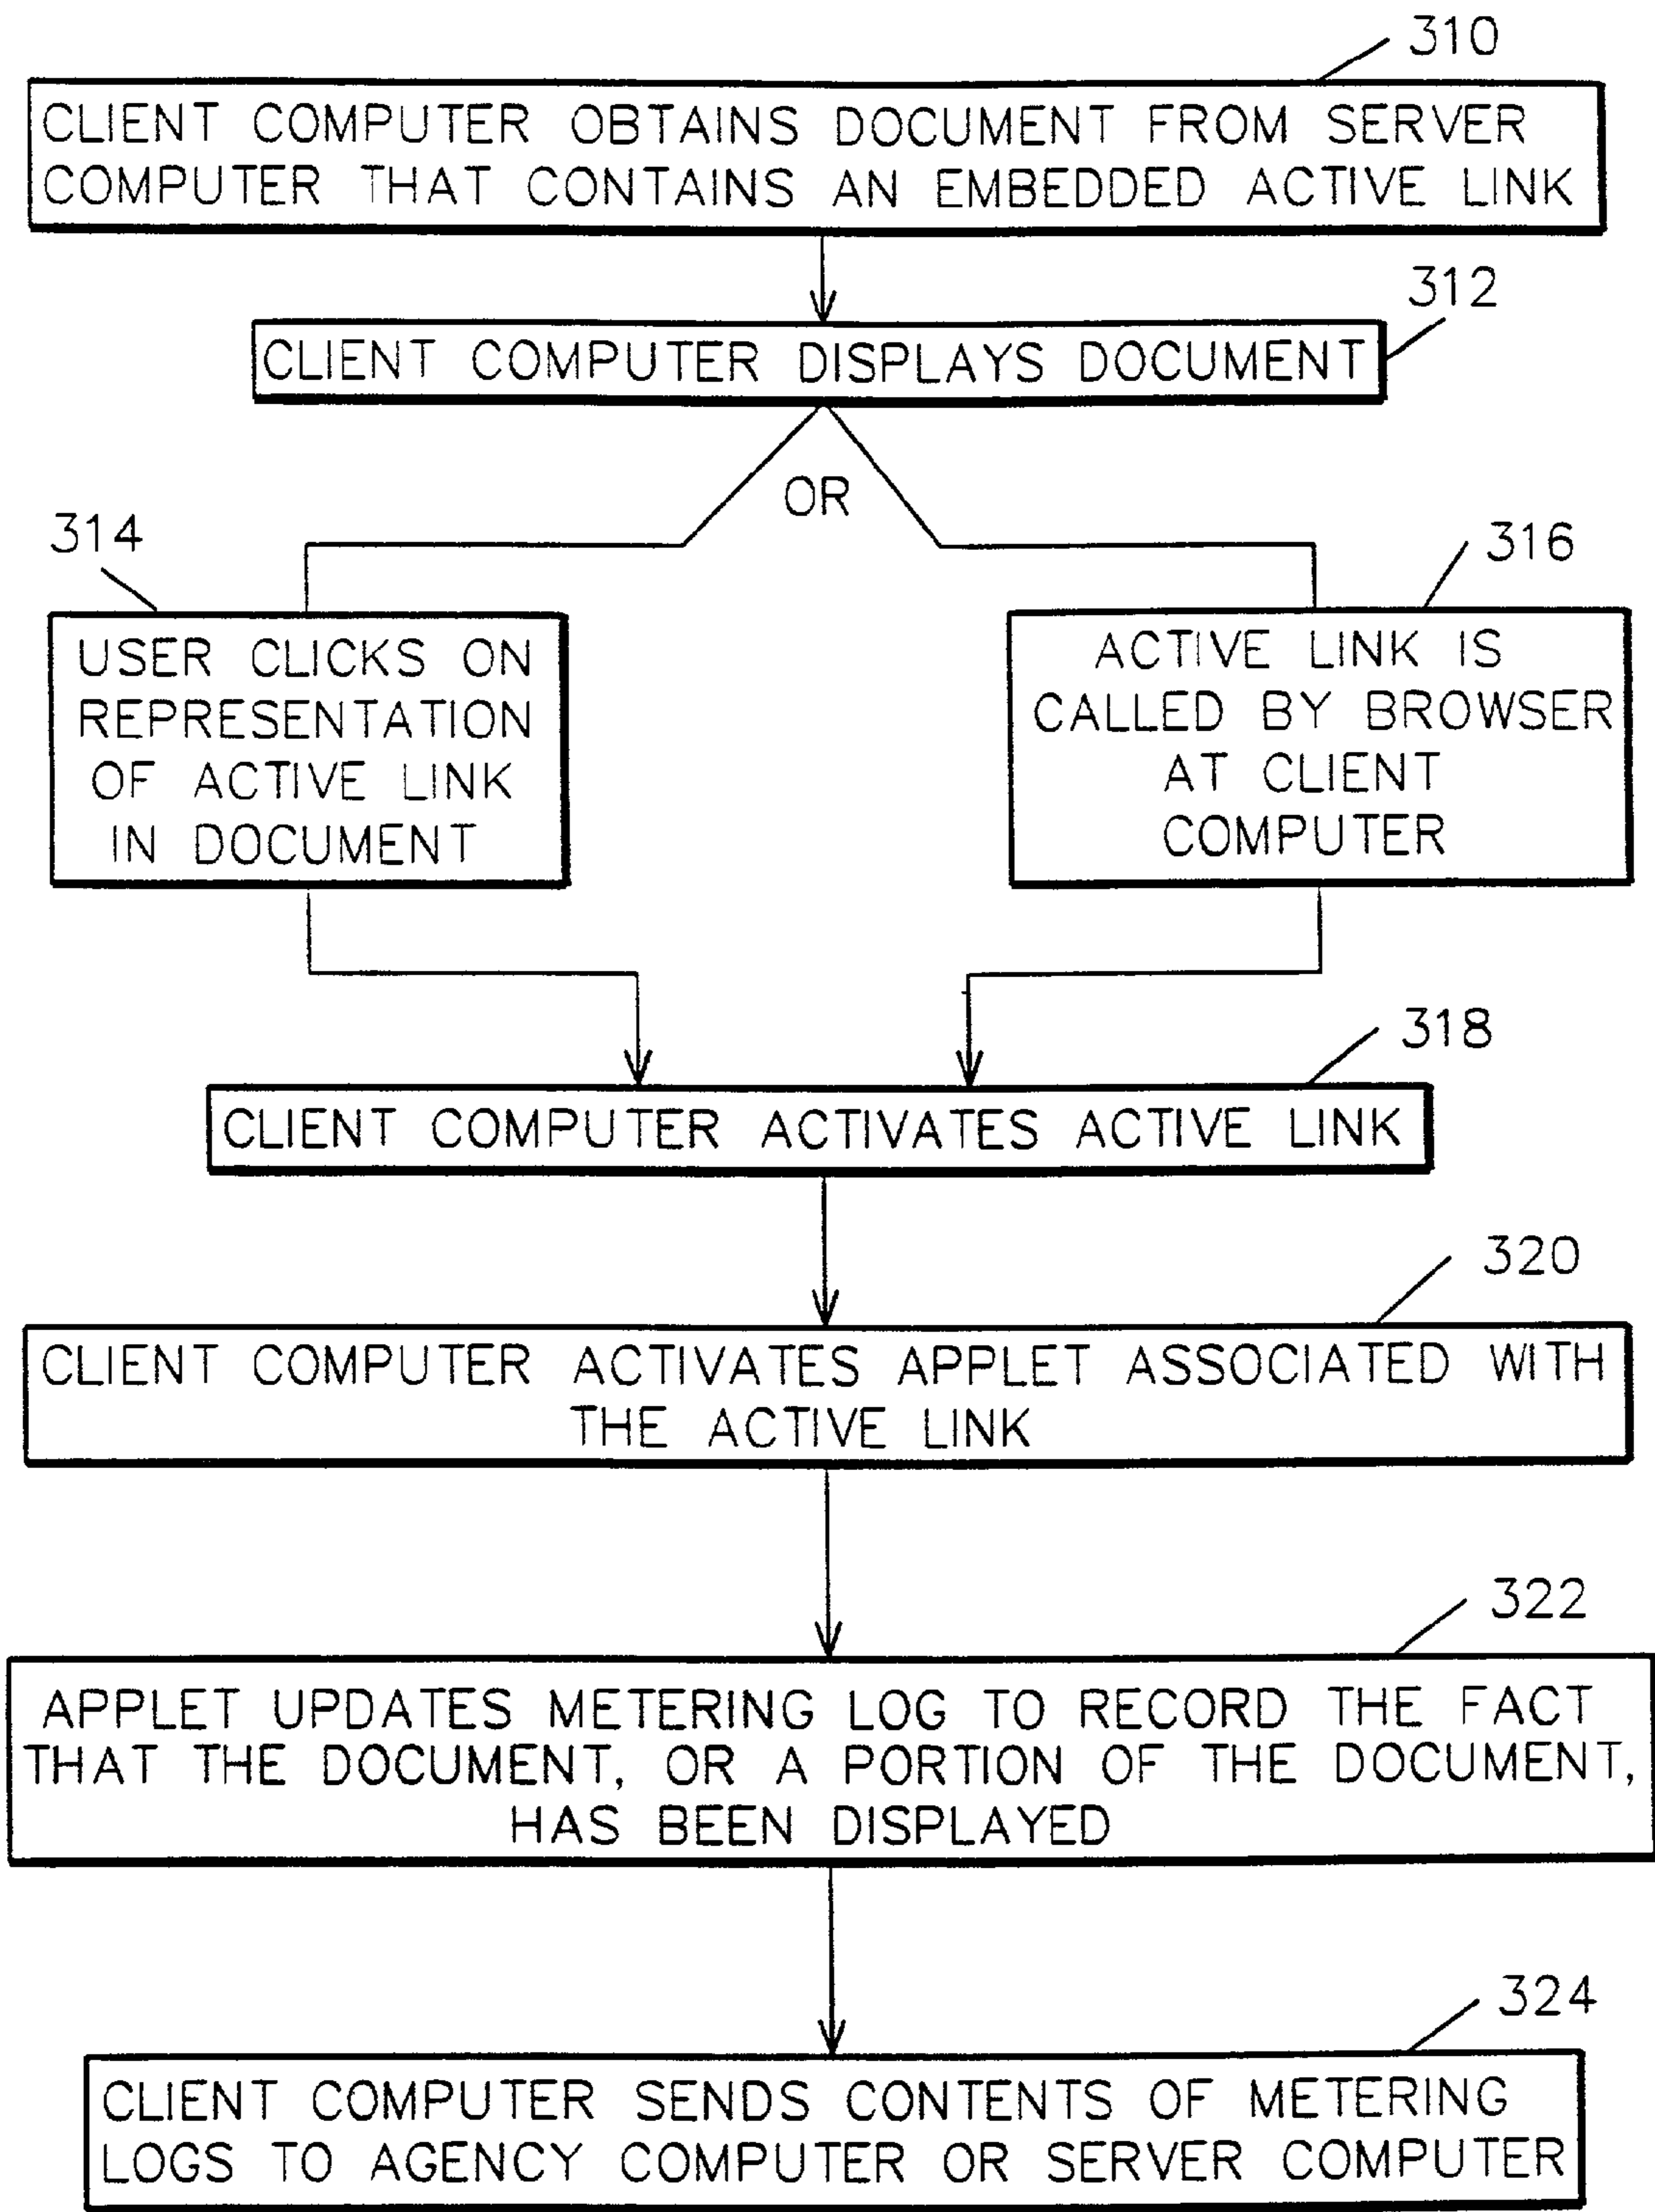 310
CLIENT COMPUTER OBTAINS DOCUMENT FROM SERVER
COMPUTER THAT CONTAINS AN EMBEDDED ACTIVE LINK
312
CLIENT COMPUTER DISPLAYS DOCUMENT
OR
314
USER CLICKS ON
REPRESENTATION
OF ACTIVE LINK
IN DOCUMENT
316
ACTIVE LINK IS
CALLED BY BROWSER
AT CLIENT
COMPUTER
318
CLIENT COMPUTER ACTIVATES ACTIVE LINK
320
CLIENT COMPUTER ACTIVATES APPLET ASSOCIATED WITH
THE ACTIVE LINK
322
APPLET UPDATES METERING LOG TO RECORD THE FACT
THAT THE DOCUMENT, OR A PORTION OF THE DOCUMENT,
HAS BEEN DISPLAYED
324
CLIENT COMPUTER SENDS CONTENTS OF METERING
LOGS TO AGENCY COMPUTER OR SERVER COMPUTER